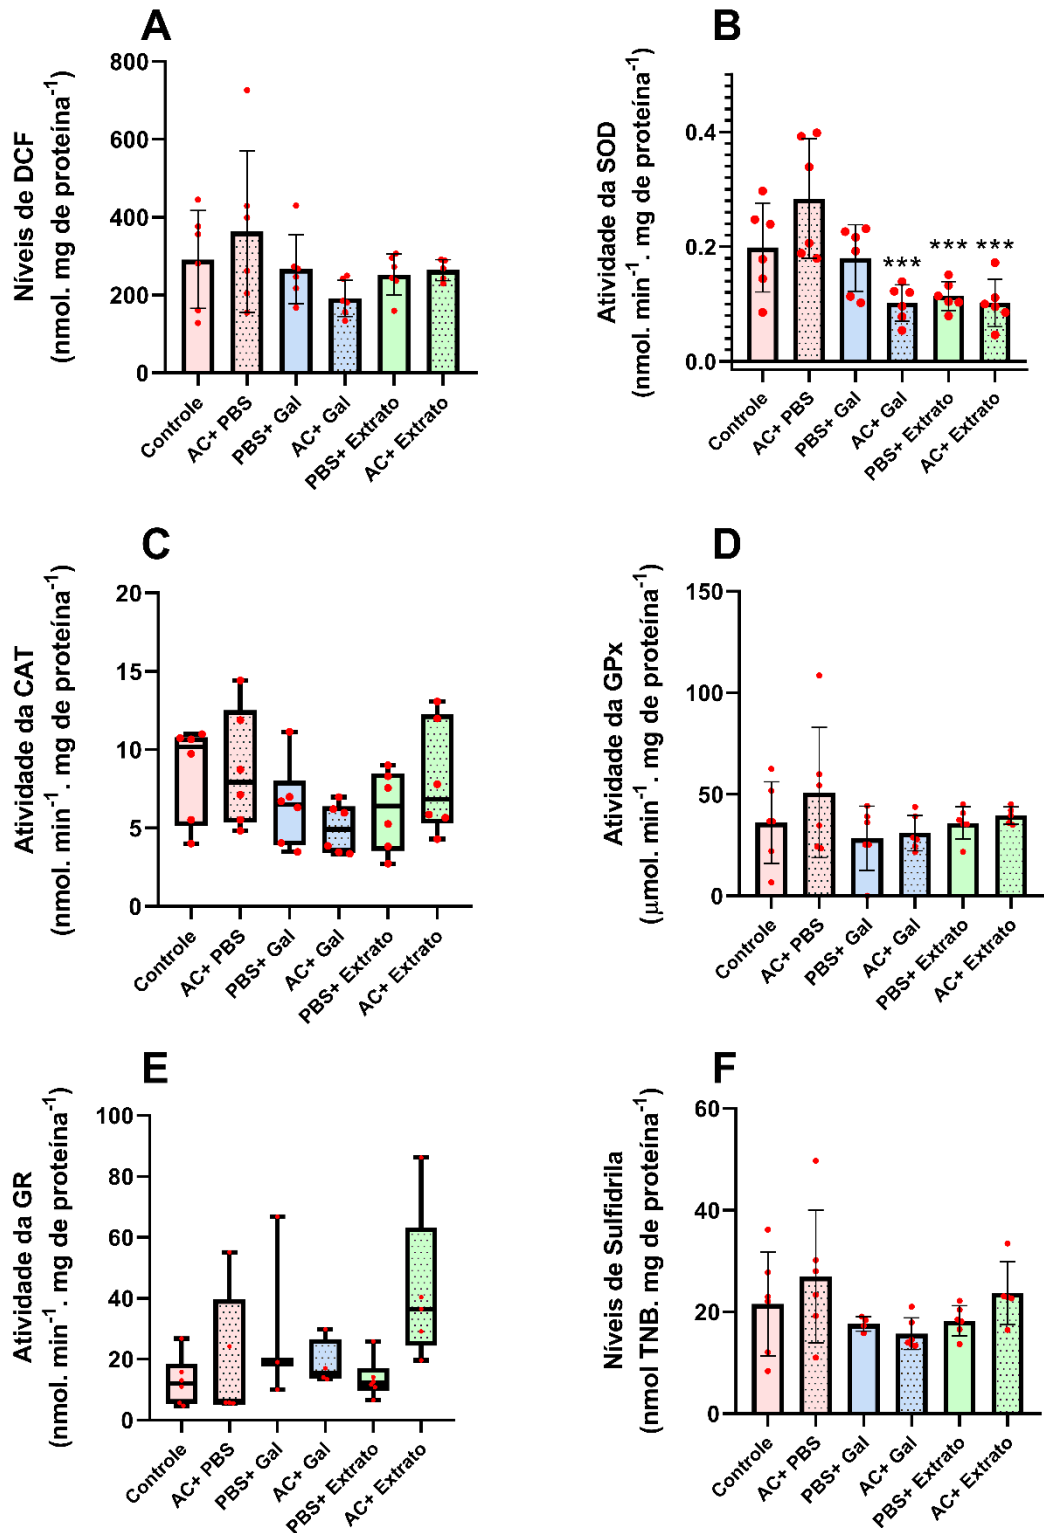 A
Níveis de DCF
(nmol. mg de proteína-1)
800
600
400
200
0
Controle
AC+ PBS
PBS+ Gal
AC+ Gal
PBS+ Extrato
AC+ Extrato
B
Atividade da SOD
(nmol. min-1. mg de proteína-1)
0.4
0.2
0.0
***
***
***
Controle
AC+ PBS
PBS+ Gal
AC+ Gal
PBS+ Extrato
AC+ Extrato
C
Atividade da CAT
(nmol. min-1. mg de proteína-1)
20
15
10
5
0
Controle
AC+ PBS
PBS+ Gal
AC+ Gal
PBS+ Extrato
AC+ Extrato
D
Atividade da GPx
(μmol. min-1. mg de proteína-1)
150
100
50
0
Controle
AC+ PBS
PBS+ Gal
AC+ Gal
PBS+ Extrato
AC+ Extrato
E
Atividade da GR
(nmol. min-1. mg de proteína-1)
100
80
60
40
20
0
Controle
AC+ PBS
PBS+ Gal
AC+ Gal
PBS+ Extrato
AC+ Extrato
F
Níveis de Sulfidrila
(nmol TNB. mg de proteína-1)
60
40
20
0
Controle
AC+ PBS
PBS+ Gal
AC+ Gal
PBS+ Extrato
AC+ Extrato